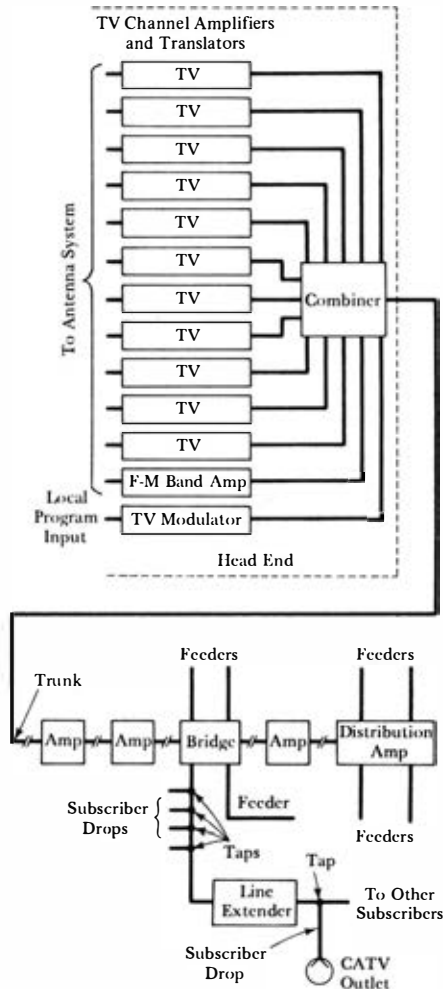 TV Channel Amplifiers
and Translators
TV
TV
TV
TV
TV
TV
TV
TV
TV
TV
TV
F-M Band Amp
TV Modulator
To Antenna System
Combiner
Local
Program
Input
Head End
Trunk
Feeders
Feeders
Amp
Amp
Bridge
Amp
Distribution
Amp
Subscriber
Drops
Feeder
Feeders
Taps
Tap
Line
Extender
To Other
Subscribers
Subscriber
Drop
CATV
Outlet